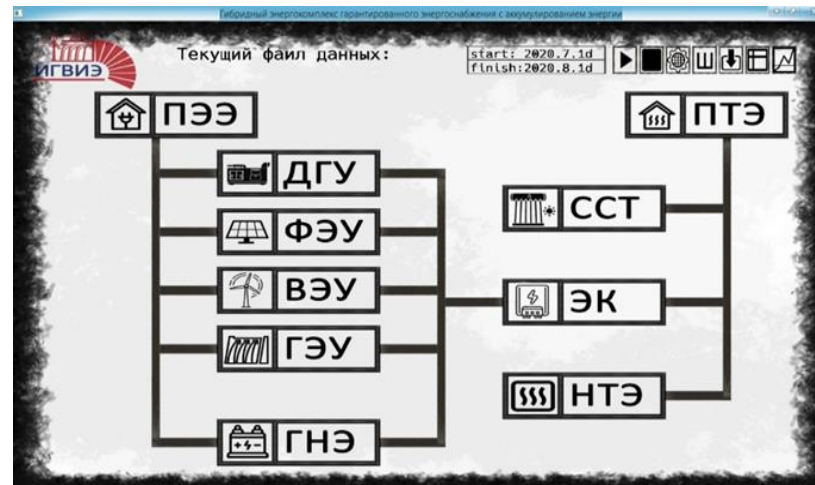 Гибридный энергокомплекс гарантированного энергоснабжения с аккумулированием энергии
ИГВИЭ
Текущий файл данных:
start: 2020.7.1d
finish:2020.8.1d
Ш
ПЭЭ
ПТЭ
ДГУ
ФЭУ
ССТ
ВЭУ
ЭК
ГЭУ
НТЭ
ГНЭ